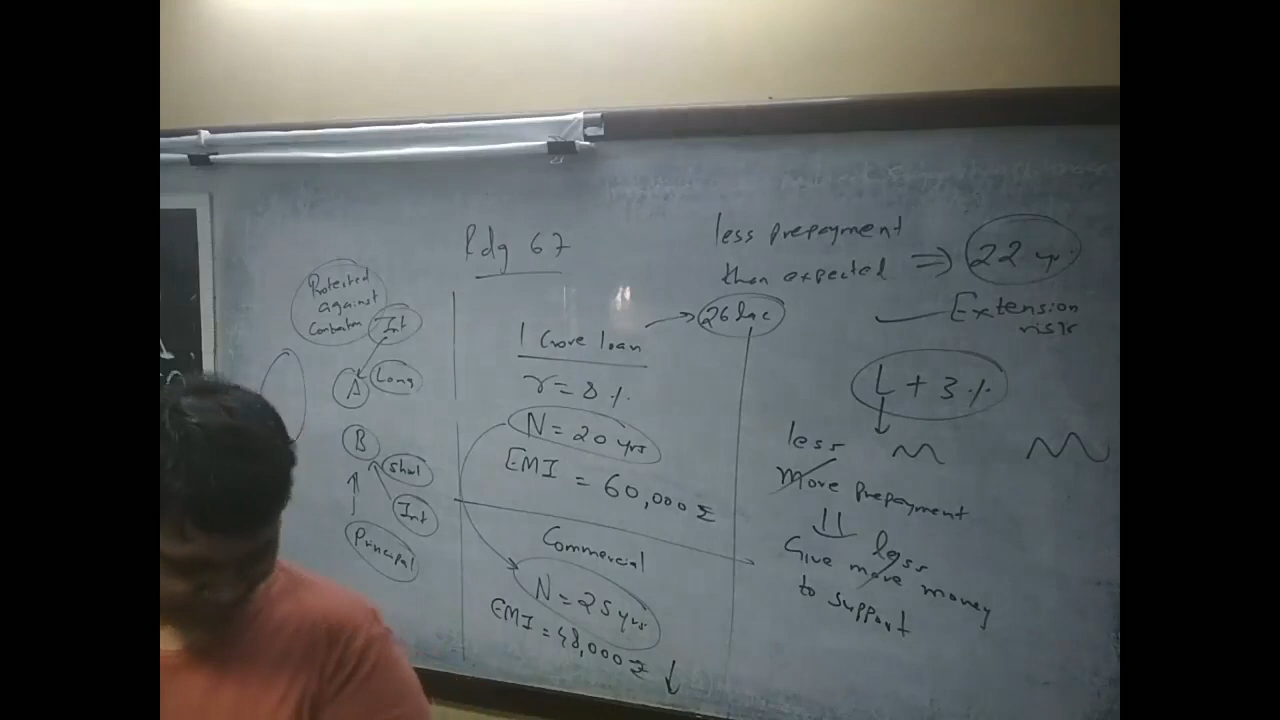 Rdg 67
Protected
against
Int
A
Long
B
Short
Int
Principal
1 Crore loan
26 lac
r = 8 %
N = 20 yrs
EMI = 60,000
Commercial
N = 25 yrs
EMI = 48,000 ↓
less prepayment
than expected ⇒ 22 yr.
Extension
risk
L + 3 %
less
More prepayment
⇓ less
Give more money
to support